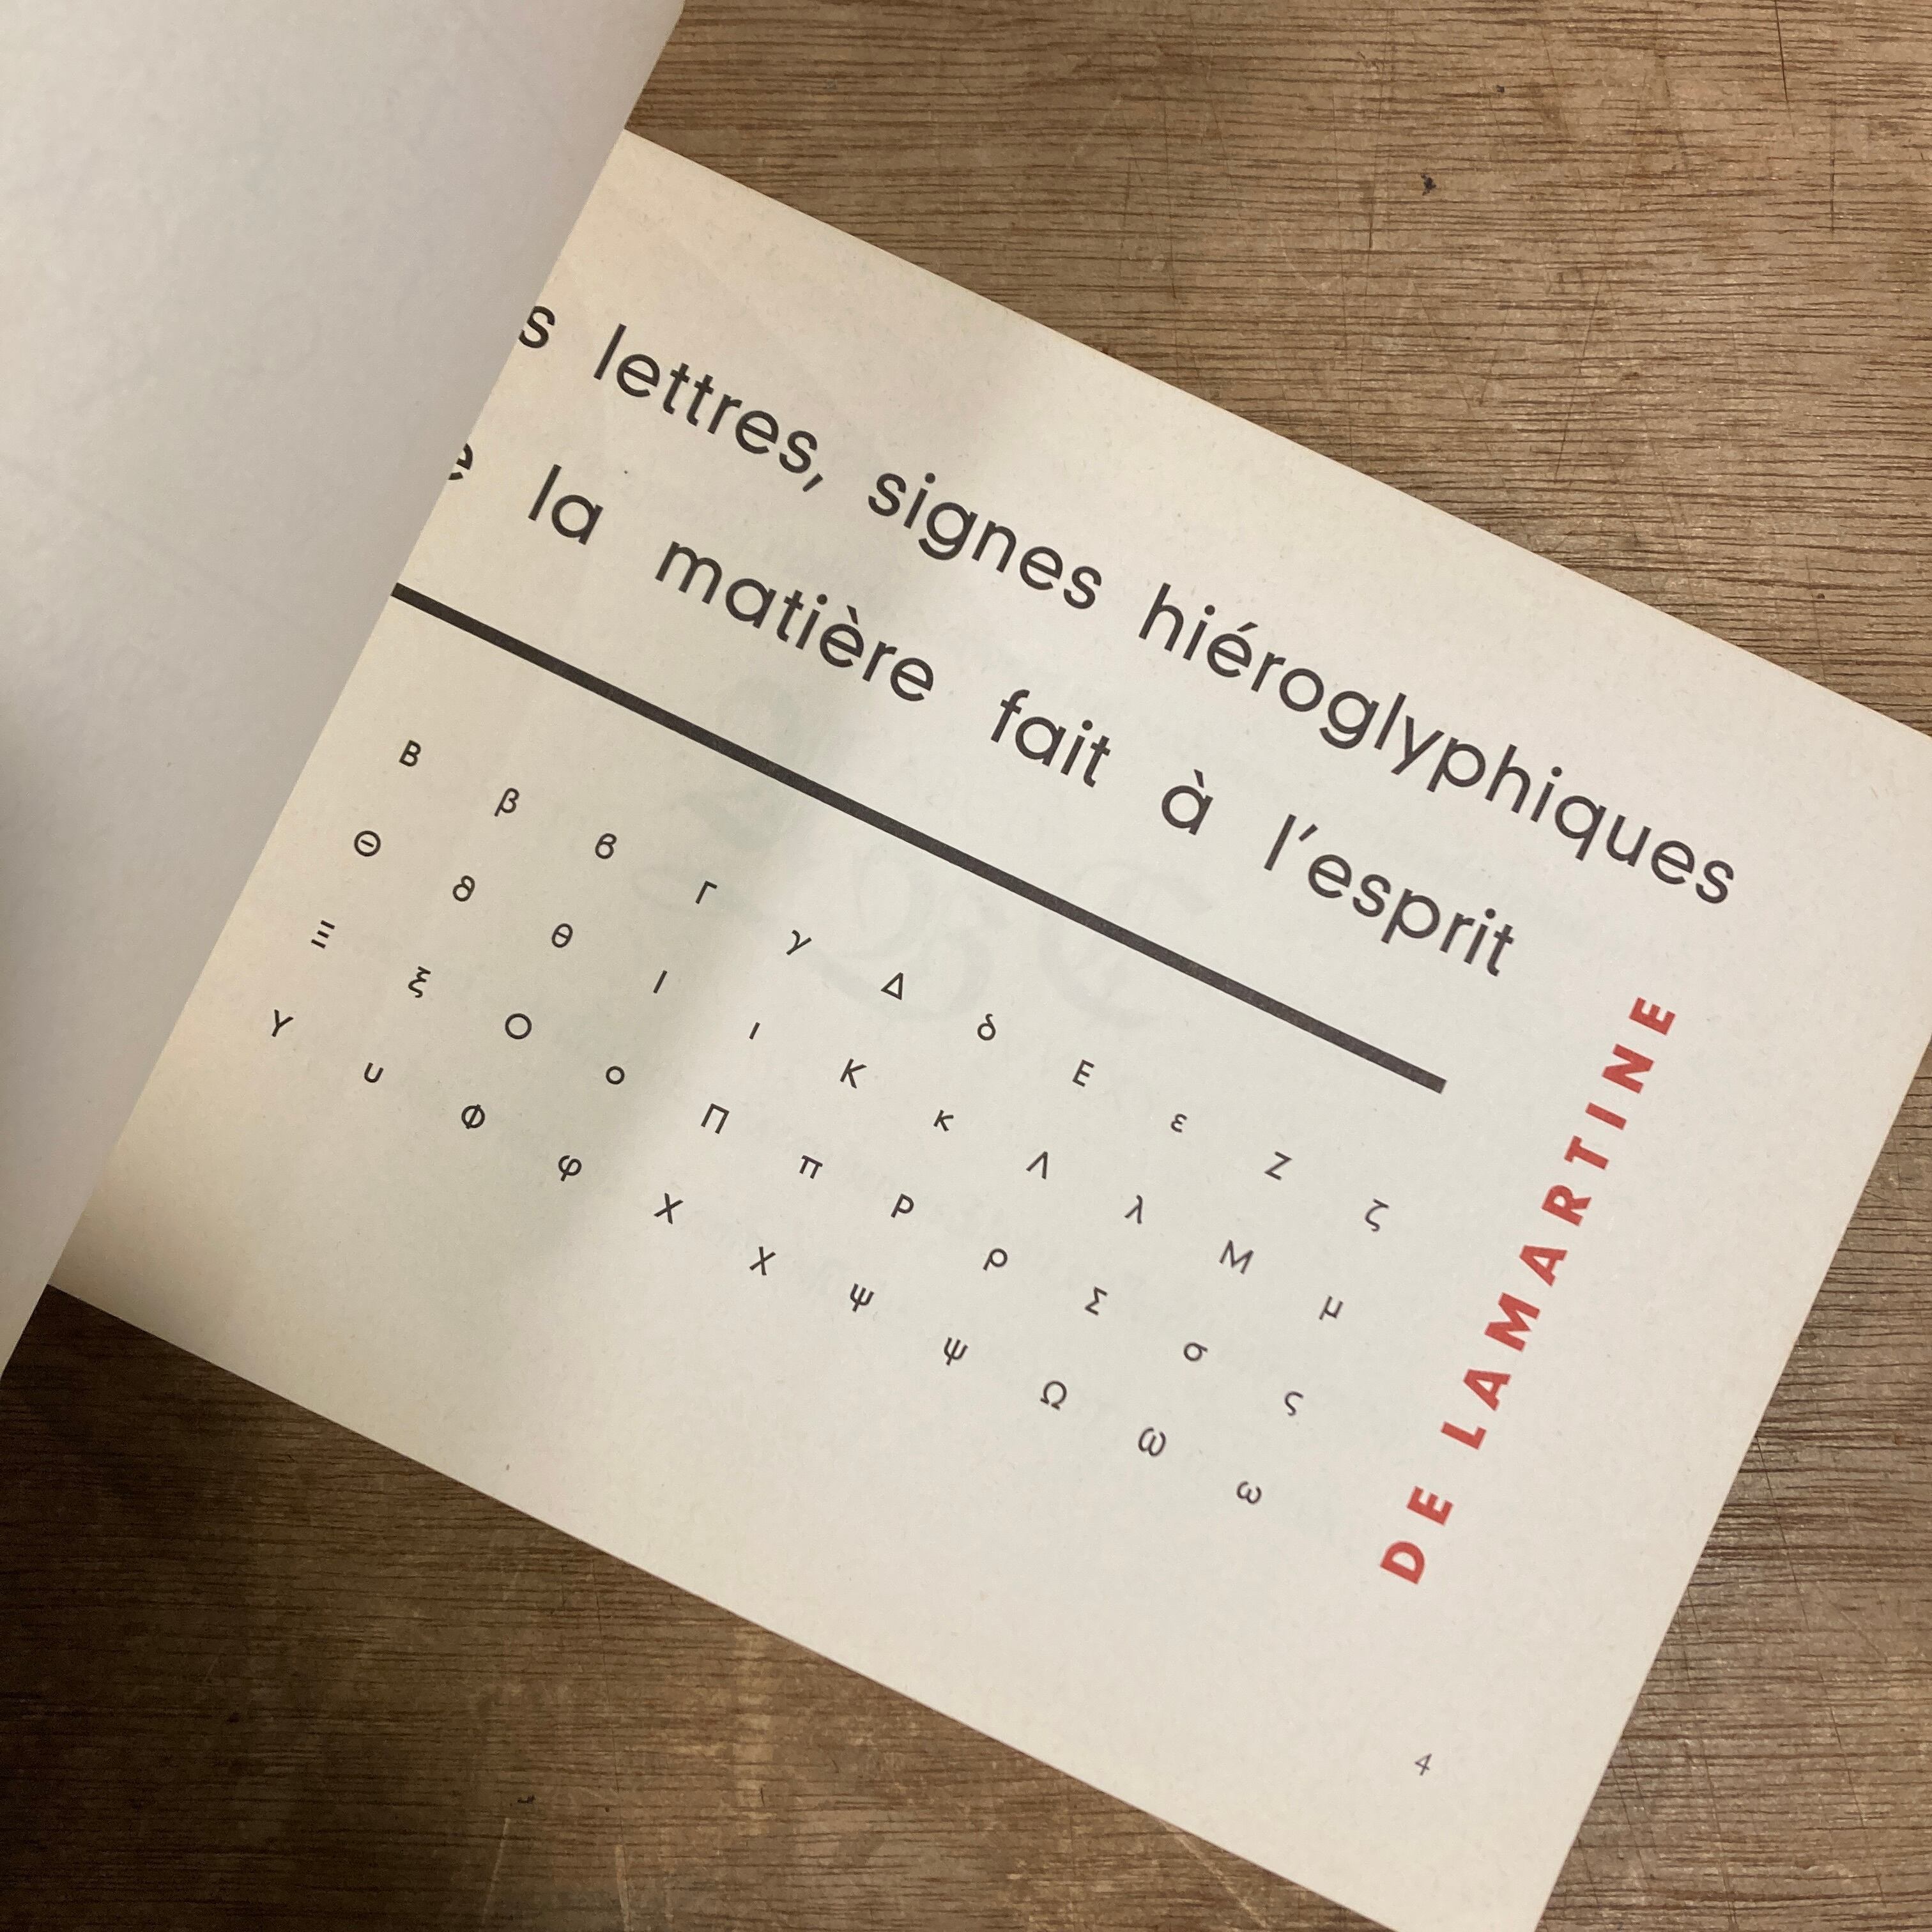 s lettres, signes hiéroglyphiques
e la matière fait à l'esprit
Β β ϐ Γ γ Δ δ Ε ε Ζ ζ
Θ ϑ θ Ι ι Κ κ Λ λ Μ μ
Ξ ξ Ο ο Π π Ρ ρ Σ σ ς
Υ υ Φ φ Χ χ Ψ ψ Ω ω ω
DE LAMARTINE
4